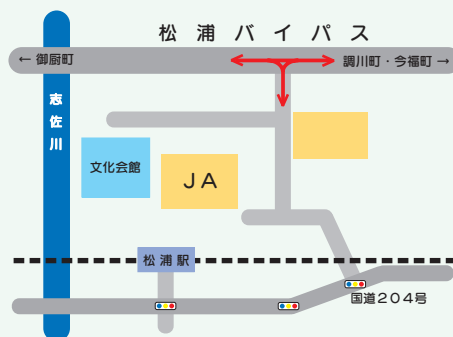 松浦バイパス
← 御厨町
調川町・今福町 →
志佐川
文化会館
ＪＡ
松浦駅
国道２０４号